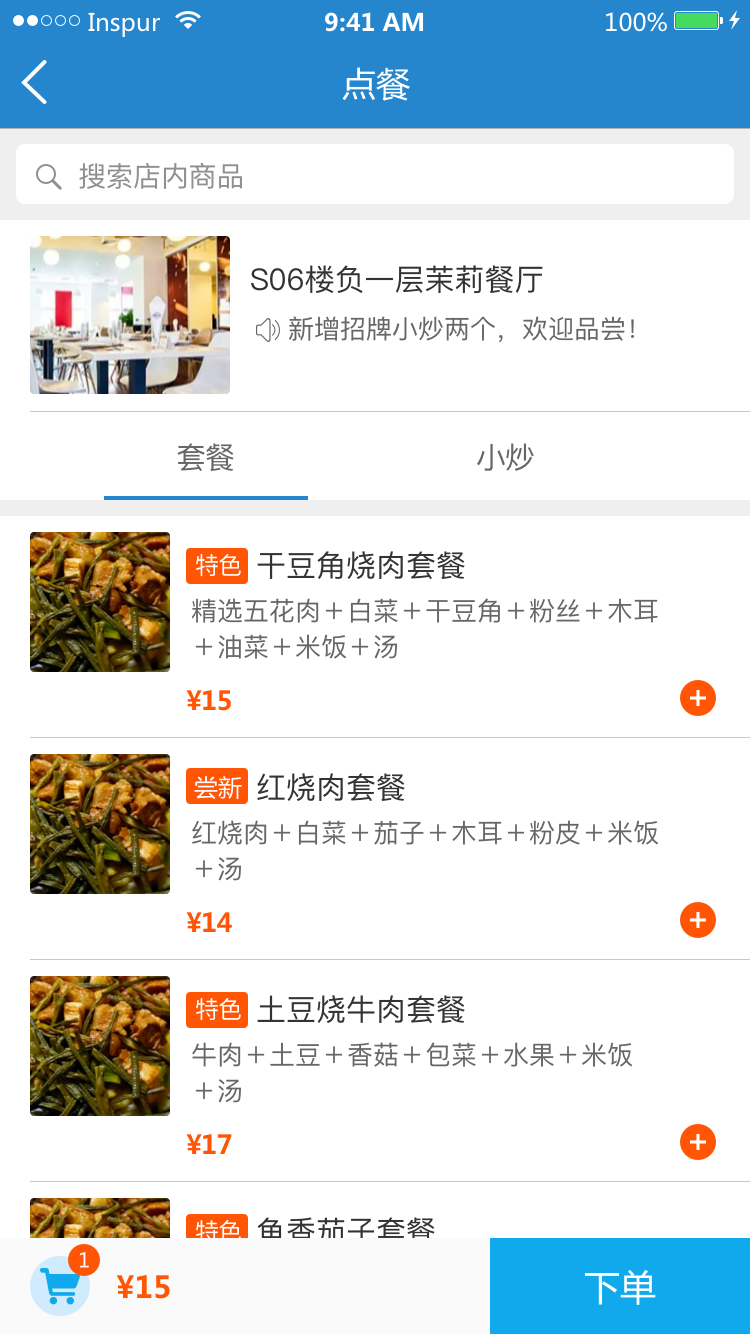 Inspur
9:41 AM
100%
点餐
搜索店内商品
S06楼负一层茉莉餐厅
新增招牌小炒两个，欢迎品尝！
套餐
小炒
特色 干豆角烧肉套餐
精选五花肉＋白菜＋干豆角＋粉丝＋木耳
＋油菜＋米饭＋汤
¥15
尝新 红烧肉套餐
红烧肉＋白菜＋茄子＋木耳＋粉皮＋米饭
＋汤
¥14
特色 土豆烧牛肉套餐
牛肉＋土豆＋香菇＋包菜＋水果＋米饭
＋汤
¥17
特色 鱼香茄子套餐
1
¥15
下单